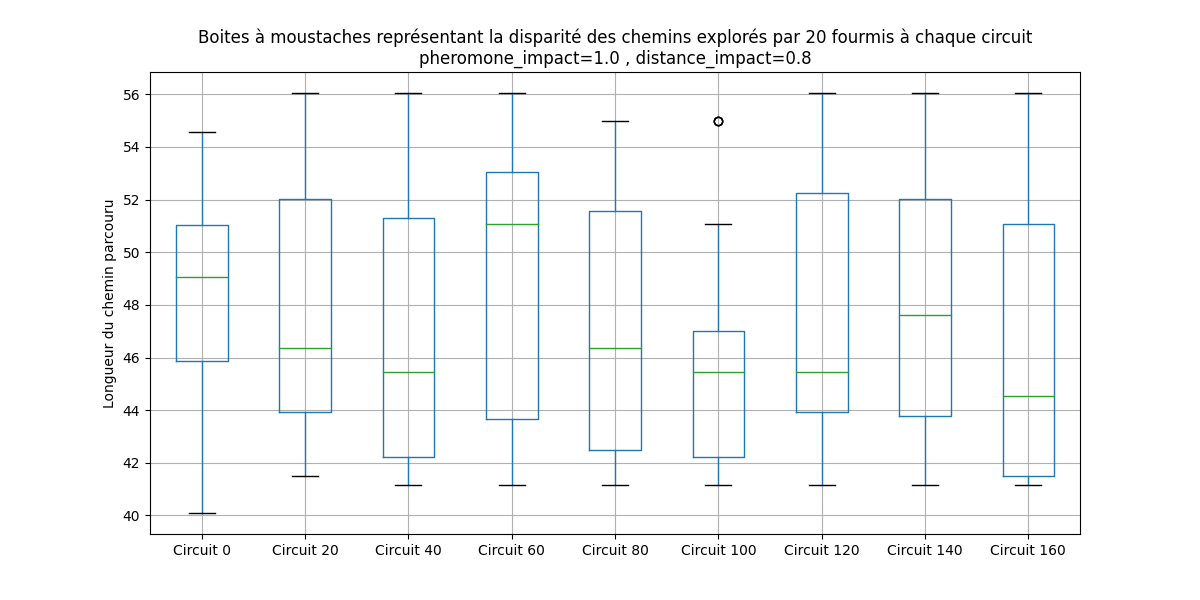 Boites à moustaches représentant la disparité des chemins explorés par 20 fourmis à chaque circuit
pheromone_impact=1.0 , distance_impact=0.8
Longueur du chemin parcouru
56
54
52
50
48
46
44
42
40
Circuit 0 Circuit 20 Circuit 40 Circuit 60 Circuit 80 Circuit 100 Circuit 120 Circuit 140 Circuit 160